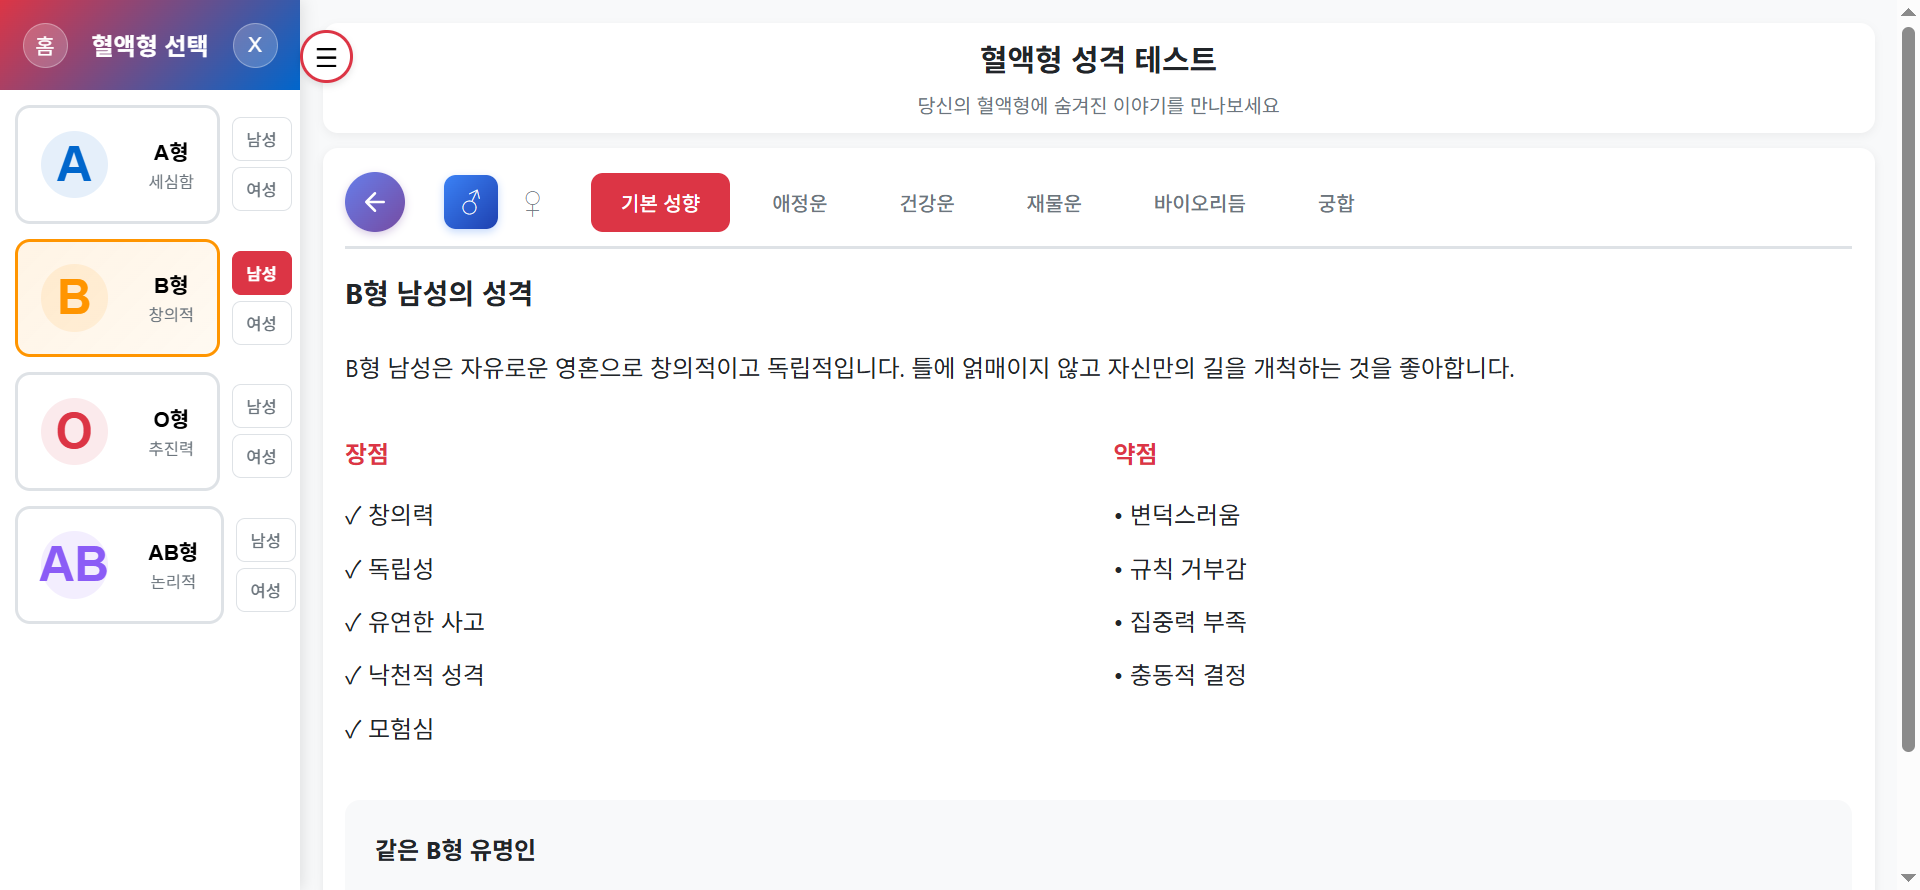 홈
혈액형 선택
X
A
A형
세심함
남성
여성
B
B형
창의적
남성
여성
O
O형
추진력
남성
여성
AB
AB형
논리적
남성
여성
혈액형 성격 테스트
당신의 혈액형에 숨겨진 이야기를 만나보세요
♂ ♀ 기본 성향 애정운 건강운 재물운 바이오리듬 궁합
B형 남성의 성격
B형 남성은 자유로운 영혼으로 창의적이고 독립적입니다. 틀에 얽매이지 않고 자신만의 길을 개척하는 것을 좋아합니다.
장점
✓ 창의력
✓ 독립성
✓ 유연한 사고
✓ 낙천적 성격
✓ 모험심
약점
• 변덕스러움
• 규칙 거부감
• 집중력 부족
• 충동적 결정
같은 B형 유명인